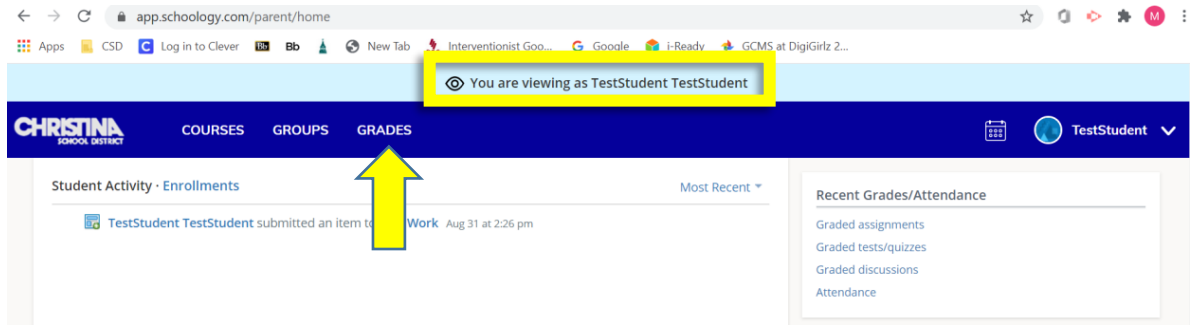 app.schoology.com/parent/home
M
Apps CSD C Log in to Clever Bb Bb New Tab Interventionist Goo... G Google i-Ready GCMS at DigiGirlz 2...
You are viewing as TestStudent TestStudent
CHRISTINA
SCHOOL DISTRICT
COURSES GROUPS GRADES
TestStudent
Student Activity · Enrollments
Most Recent
TestStudent TestStudent submitted an item to Work Aug 31 at 2:26 pm
Recent Grades/Attendance
Graded assignments
Graded tests/quizzes
Graded discussions
Attendance